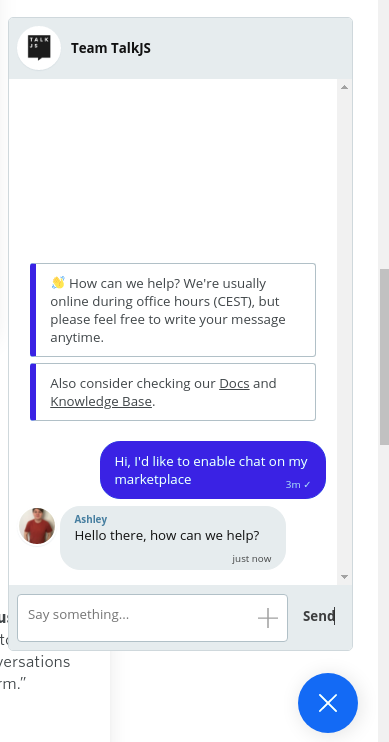 TALK
JS
Team TalkJS
👋 How can we help? We're usually
online during office hours (CEST), but
please feel free to write your message
anytime.
Also consider checking our Docs and
Knowledge Base.
Hi, I'd like to enable chat on my
marketplace
3m ✓
Ashley
Hello there, how can we help?
just now
Say something...
Send
versations
rm.”